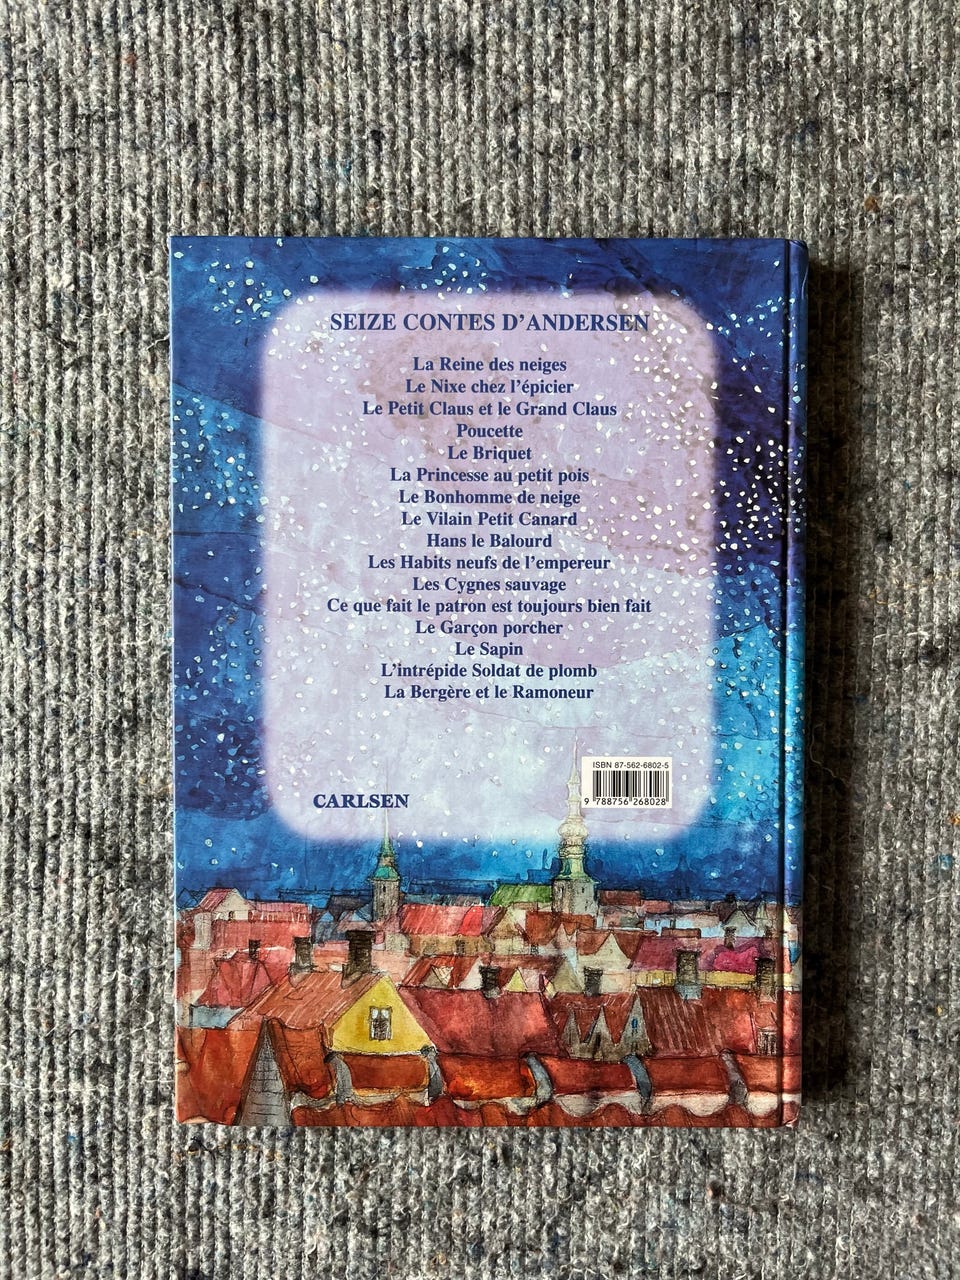 SEIZE CONTES D’ANDERSEN
La Reine des neiges
Le Nixe chez l’épicier
Le Petit Claus et le Grand Claus
Poucette
Le Briquet
La Princesse au petit pois
Le Bonhomme de neige
Le Vilain Petit Canard
Hans le Balourd
Les Habits neufs de l’empereur
Les Cygnes sauvage
Ce que fait le patron est toujours bien fait
Le Garçon porcher
Le Sapin
L’intrépide Soldat de plomb
La Bergère et le Ramoneur
ISBN 87-562-6802-5
9 788756 268028
CARLSEN